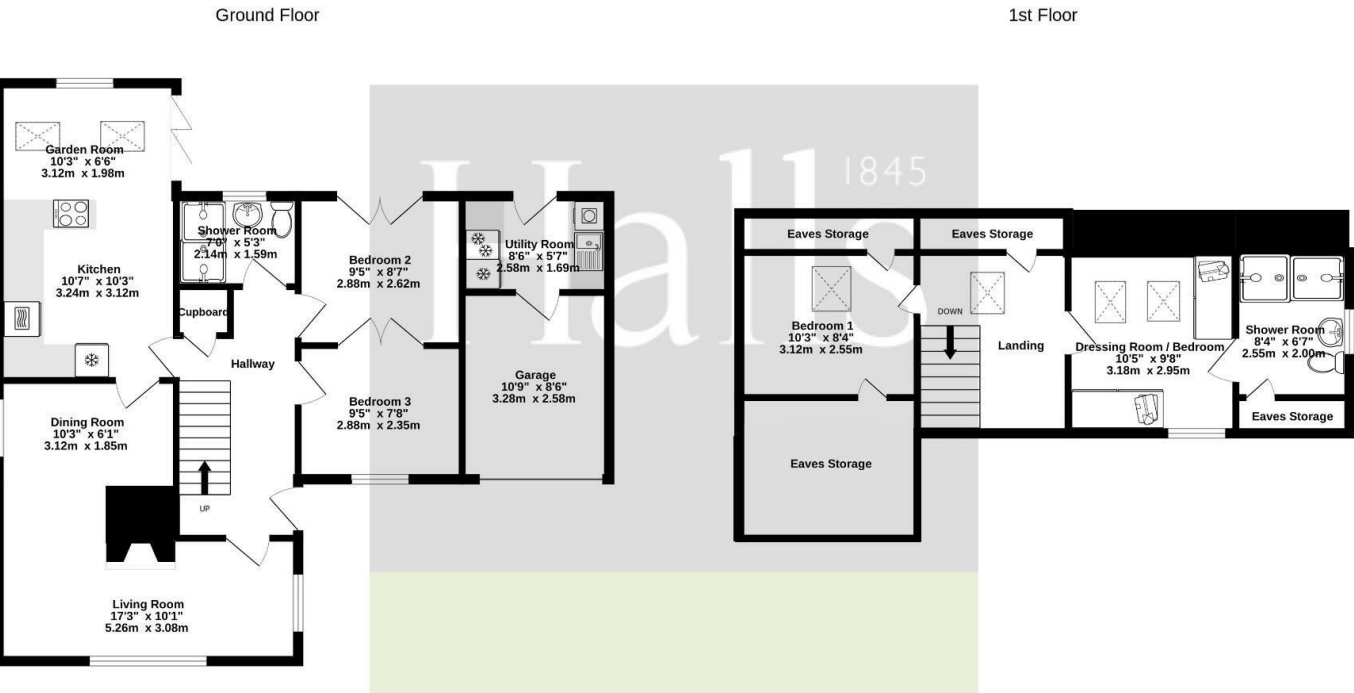 Ground Floor
1st Floor
Halls
1845
Garden Room
10'3" x 6'6"
3.12m x 1.98m
Shower Room
7'0" x 5'3"
2.14m x 1.59m
Kitchen
10'7" x 10'3"
3.24m x 3.12m
Cupboard
Hallway
Bedroom 2
9'5" x 8'7"
2.88m x 2.62m
Utility Room
8'6" x 5'7"
2.58m x 1.69m
Garage
10'9" x 8'6"
3.28m x 2.58m
Bedroom 3
9'5" x 7'8"
2.88m x 2.35m
Dining Room
10'3" x 6'1"
3.12m x 1.85m
UP
Living Room
17'3" x 10'1"
5.26m x 3.08m
Eaves Storage
Eaves Storage
Bedroom 1
10'3" x 8'4"
3.12m x 2.55m
DOWN
Landing
Dressing Room / Bedroom
10'5" x 9'8"
3.18m x 2.95m
Shower Room
8'4" x 6'7"
2.55m x 2.00m
Eaves Storage
Eaves Storage